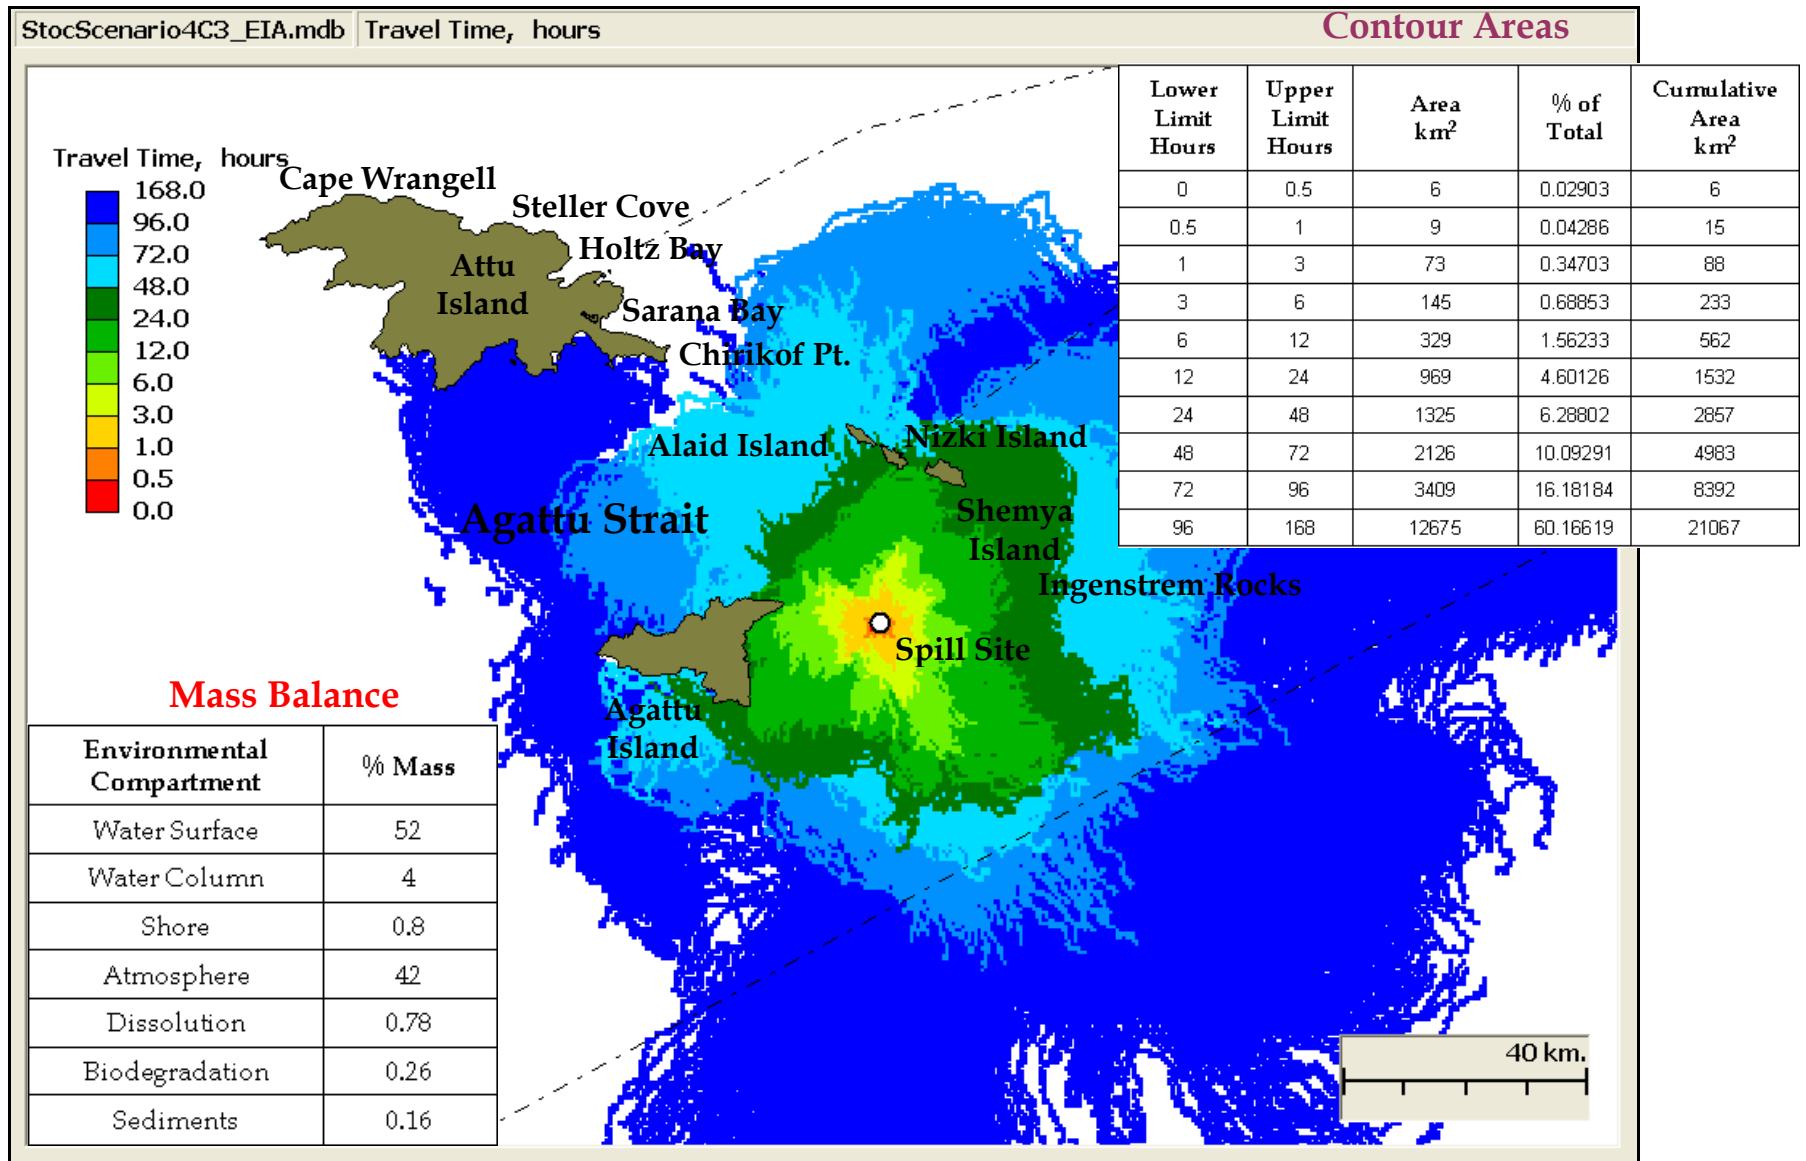 StocScenario4C3_EIA.mdb Travel Time, hours
Contour Areas
Lower Limit Hours | Upper Limit Hours | Area km² | % of Total | Cumulative Area km²
0 | 0.5 | 6 | 0.02903 | 6
0.5 | 1 | 9 | 0.04286 | 15
1 | 3 | 73 | 0.34703 | 88
3 | 6 | 145 | 0.68853 | 233
6 | 12 | 329 | 1.56233 | 562
12 | 24 | 969 | 4.60126 | 1532
24 | 48 | 1325 | 6.28802 | 2857
48 | 72 | 2126 | 10.09291 | 4983
72 | 96 | 3409 | 16.18184 | 8392
96 | 168 | 12675 | 60.16619 | 21067
Travel Time, hours
168.0
96.0
72.0
48.0
24.0
12.0
6.0
3.0
1.0
0.5
0.0
Cape Wrangell
Steller Cove
Holtz Bay
Attu
Island
Sarana Bay
Chirikof Pt.
Alaid Island
Nizki Island
Agattu Strait
Shemya
Island
Ingenstrem Rocks
Spill Site
Agattu
Island
Mass Balance
Environmental Compartment | % Mass
Water Surface | 52
Water Column | 4
Shore | 0.8
Atmosphere | 42
Dissolution | 0.78
Biodegradation | 0.26
Sediments | 0.16
40 km.